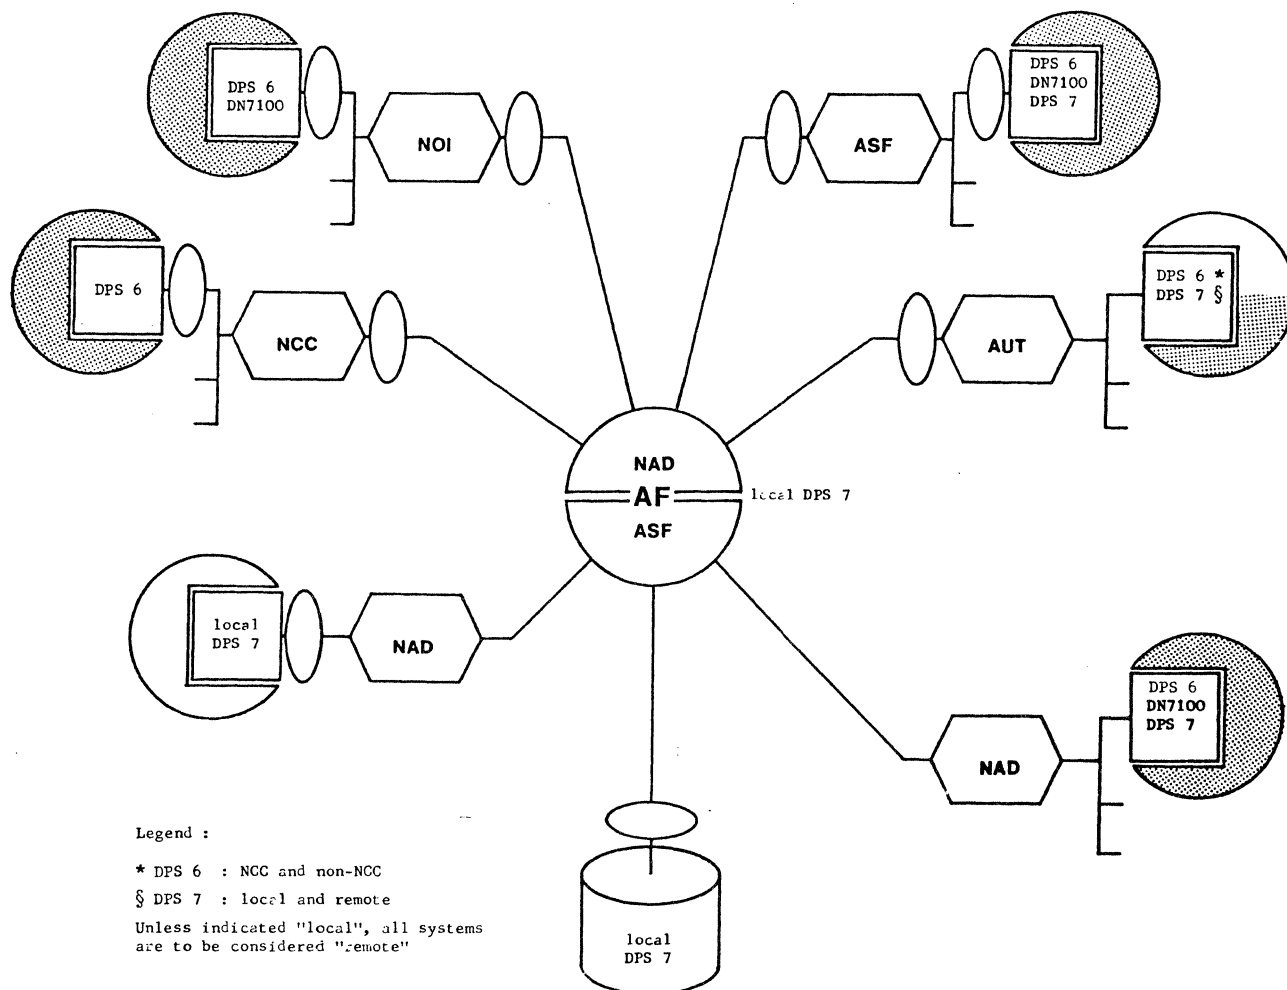 DPS 6
DN7100
NOI
ASF
DPS 6
DN7100
DPS 7
DPS 6
NCC
AUT
DPS 6 *
DPS 7 §
NAD
AF
ASF
local DPS 7
local
DPS 7
NAD
DPS 6
DN7100
DPS 7
NAD
Legend :
* DPS 6 : NCC and non-NCC
§ DPS 7 : local and remote
Unless indicated "local", all systems
are to be considered "remote"
local
DPS 7